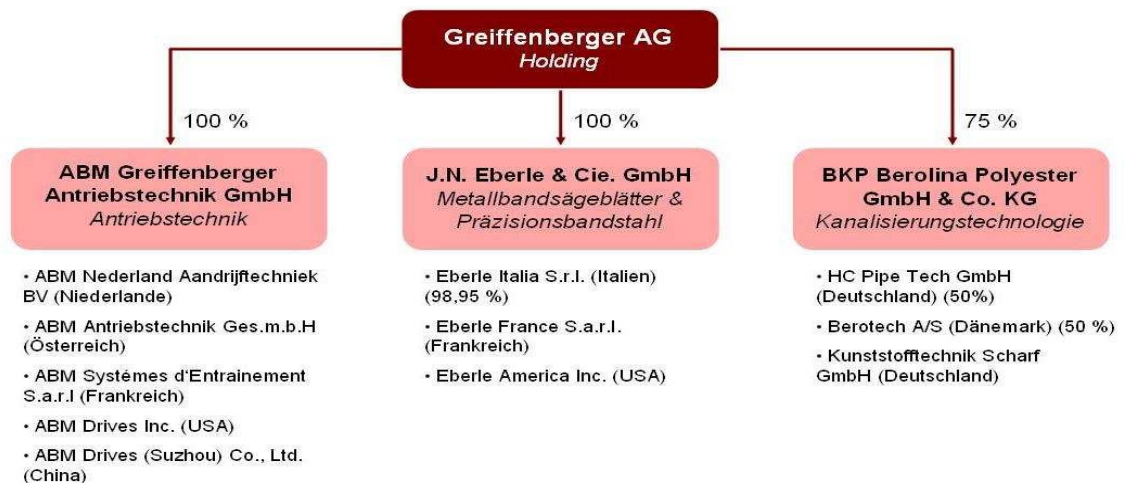 Greiffenberger AG
Holding
100 %
100 %
75 %
ABM Greiffenberger
Antriebstechnik GmbH
Antriebstechnik
J.N. Eberle & Cie. GmbH
Metallbandsägeblätter &
Präzisionsbandstahl
BKP Berolina Polyester
GmbH & Co. KG
Kanalisierungstechnologie
· ABM Nederland Aandrijftechniek
BV (Niederlande)
· ABM Antriebstechnik Ges.m.b.H
(Österreich)
· ABM Systémes d'Entrainement
S.a.r.l (Frankreich)
· ABM Drives Inc. (USA)
· ABM Drives (Suzhou) Co., Ltd.
(China)
· Eberle Italia S.r.l. (Italien)
(98,95 %)
· Eberle France S.a.r.l.
(Frankreich)
· Eberle America Inc. (USA)
· HC Pipe Tech GmbH
(Deutschland) (50%)
· Berotech A/S (Dänemark) (50 %)
· Kunststofftechnik Scharf
GmbH (Deutschland)